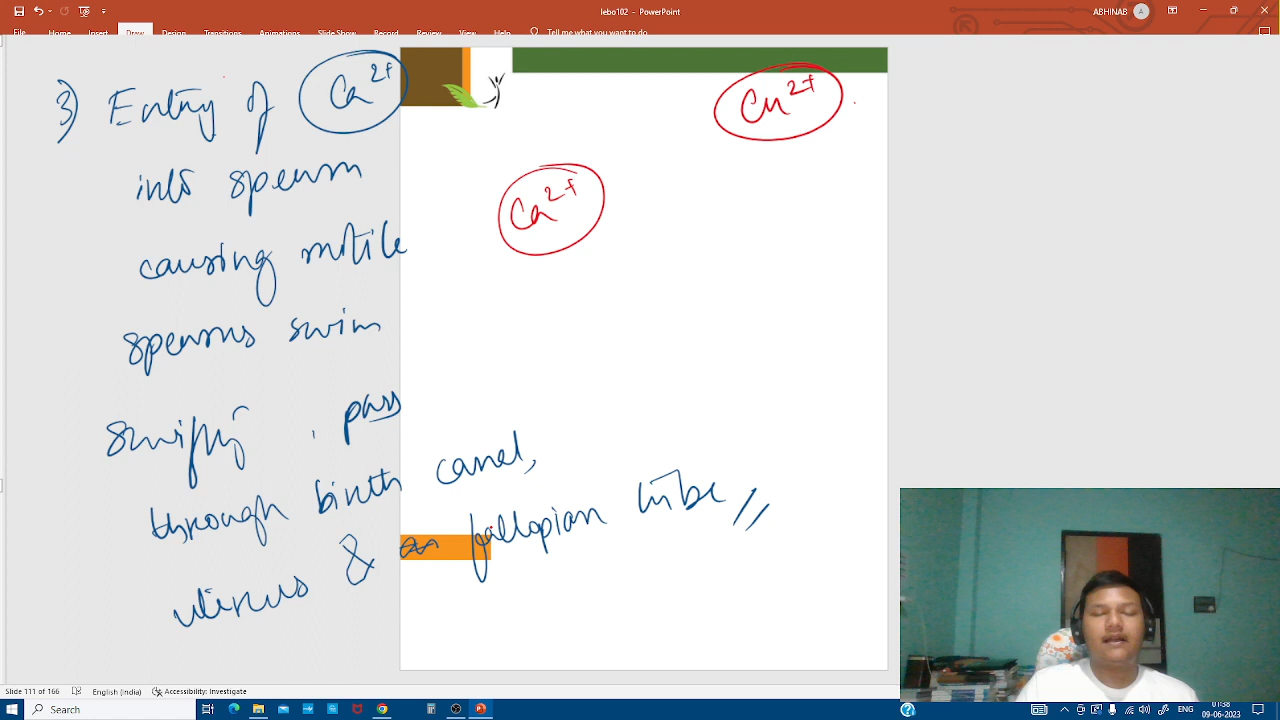 lebo102 - PowerPoint
ABHINAB A
File Home Insert Draw Design Transitions Animations Slide Show Record Review View Help Tell me what you want to do
3) Entry of Ca2+
into sperm
causing motile
sperms swim
swiftly, pass
through birth canal,
uterus & fallopian tube //
Cu2+
Ca2+
Slide 111 of 166 English (India) Accessibility: Investigate
Search
ENG
01:58
09-06-2023